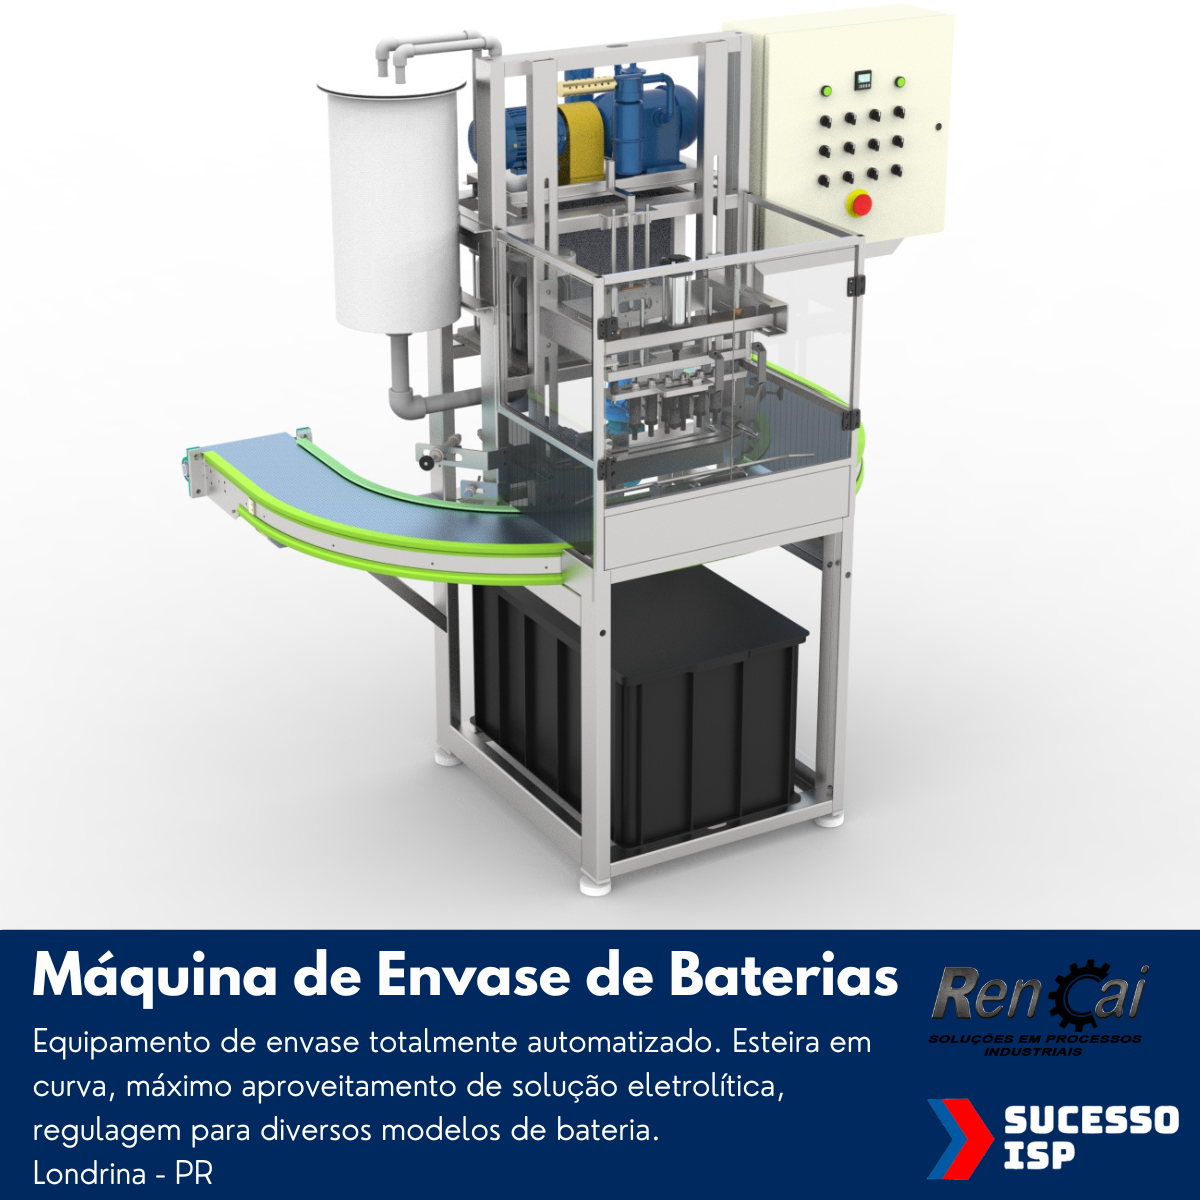 Máquina de Envase de Baterias
Equipamento de envase totalmente automatizado. Esteira em
curva, máximo aproveitamento de solução eletrolítica,
regulagem para diversos modelos de bateria.
Londrina - PR
RenCai
SOLUÇÕES EM PROCESSOS
INDUSTRIAIS
SUCESSO
ISP